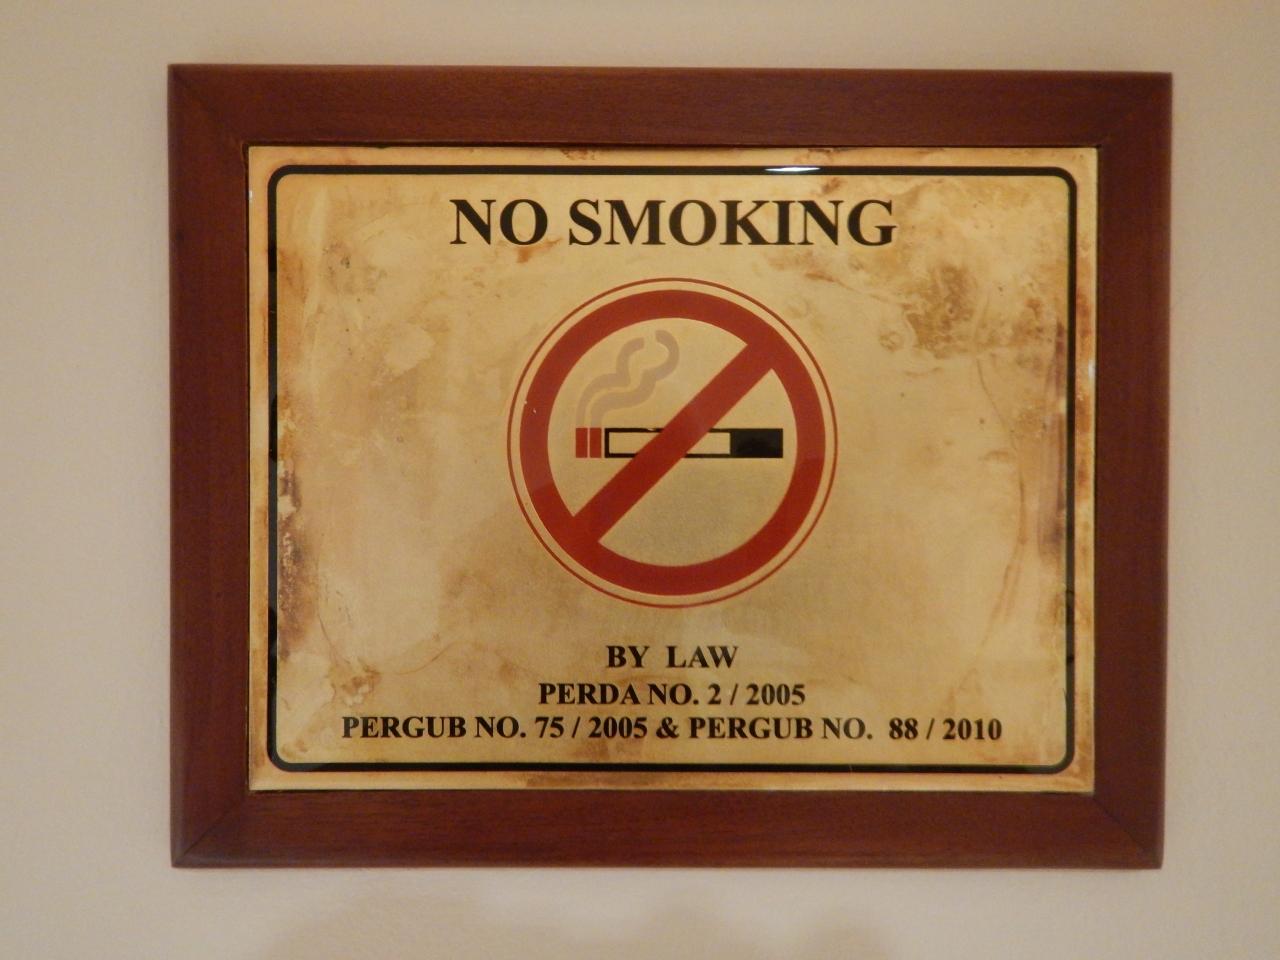 NO SMOKING
BY LAW
PERDA NO. 2 / 2005
PERGUB NO. 75 / 2005 & PERGUB NO. 88 / 2010